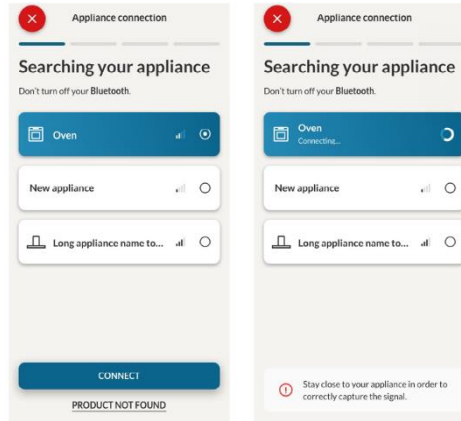 Appliance connection
Searching your appliance
Don't turn off your Bluetooth.
Oven
New appliance
Long appliance name to...
CONNECT
PRODUCT NOT FOUND
Appliance connection
Searching your appliance
Don't turn off your Bluetooth.
Oven
Connecting...
New appliance
Long appliance name to...
Stay close to your appliance in order to
correctly capture the signal.